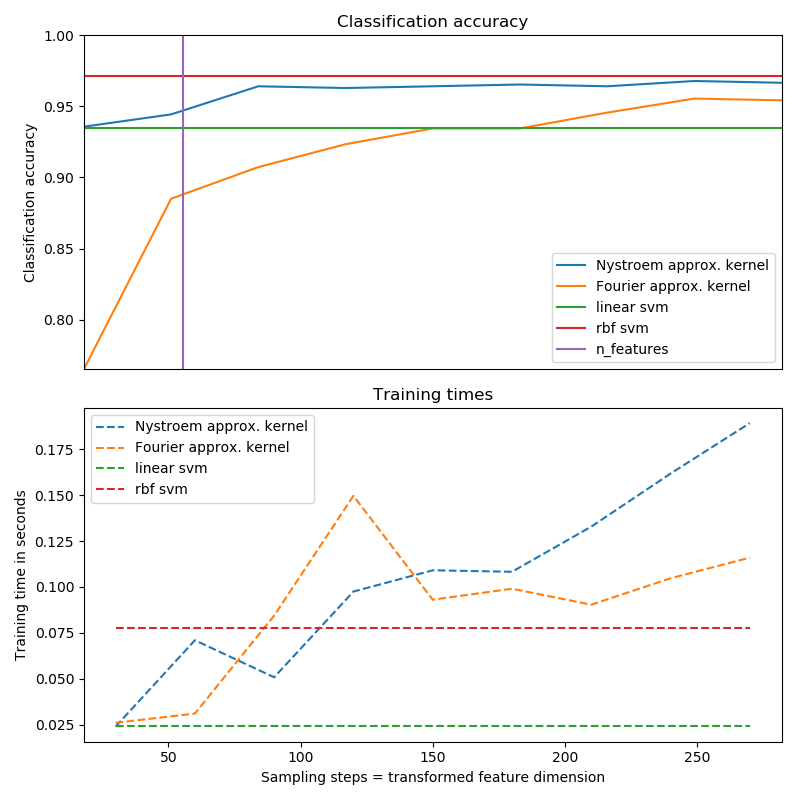 Classification accuracy
1.00
0.95
0.90
0.85
0.80
Classification accuracy
Nystroem approx. kernel
Fourier approx. kernel
linear svm
rbf svm
n_features
Training times
0.175
0.150
0.125
0.100
0.075
0.050
0.025
Training time in seconds
Nystroem approx. kernel
Fourier approx. kernel
linear svm
rbf svm
50
100
150
200
250
Sampling steps = transformed feature dimension